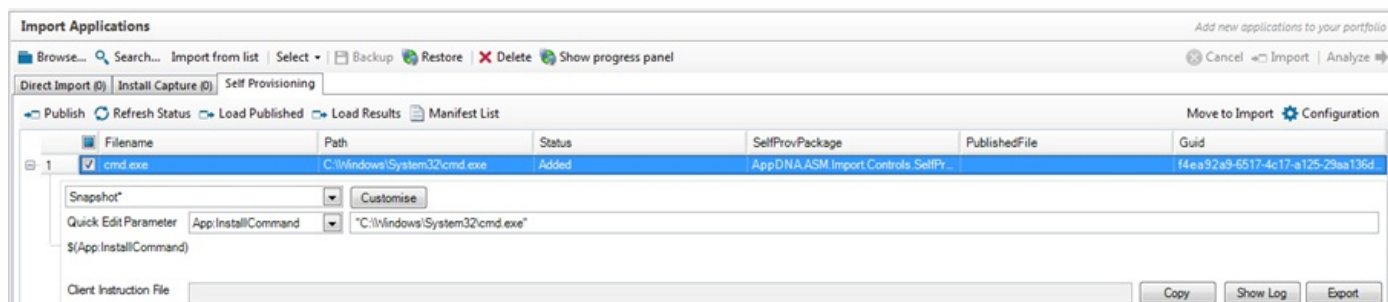 Import Applications Add new applications to your portfolio
Browse... Search... Import from list Select Backup Restore Delete Show progress panel Cancel Import Analyze
Direct Import (0) Install Capture (0) Self Provisioning
Publish Refresh Status Load Published Load Results Manifest List Move to Import Configuration
Filename Path Status SelfProvPackage PublishedFile Guid
1 cmd.exe C:\Windows\System32\cmd.exe Added AppDNA.ASM.Import.Controls.SelfPr... f4ea92a9-6517-4c17-a125-29aa136d...
Snapshot* Customise
Quick Edit Parameter App:InstallCommand "C:\Windows\System32\cmd.exe"
$(App:InstallCommand)
Client Instruction File Copy Show Log Export